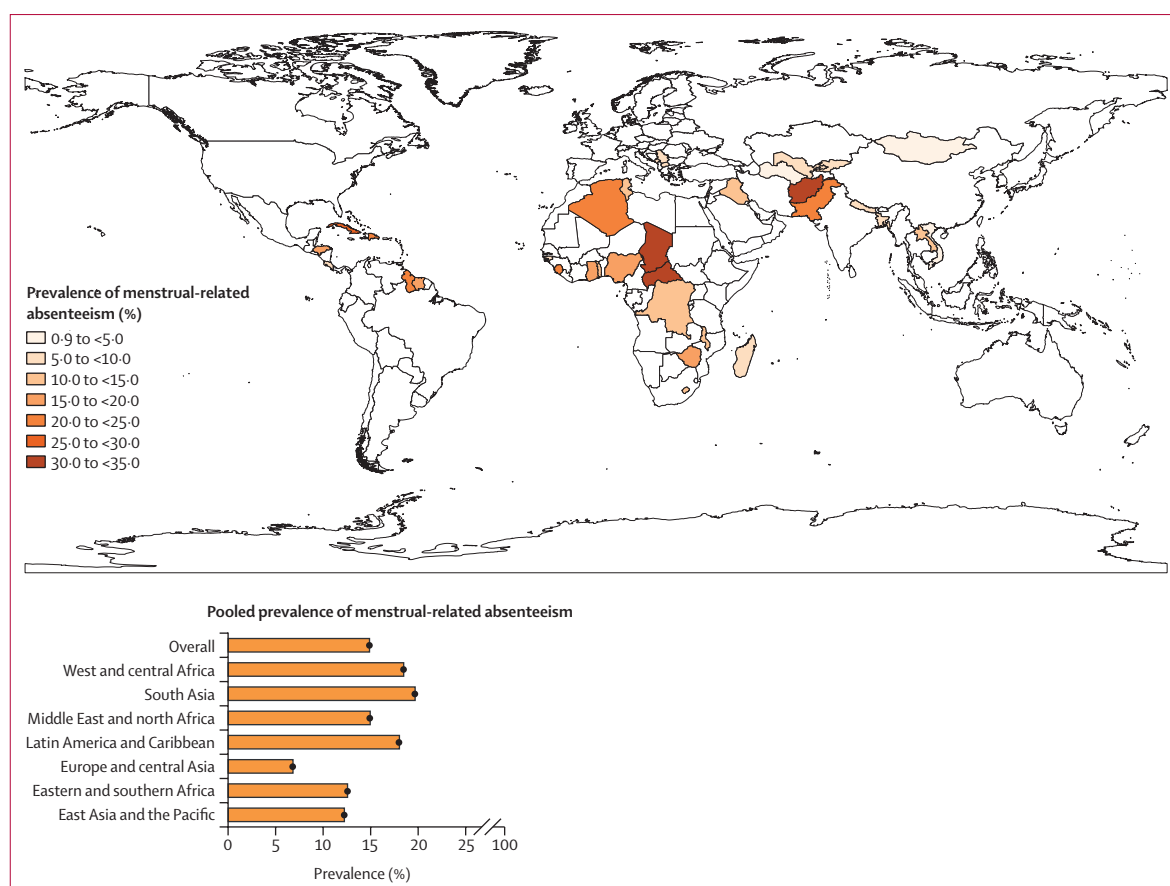 Prevalence of menstrual-related
absenteeism (%)
0·9 to <5·0
5·0 to <10·0
10·0 to <15·0
15·0 to <20·0
20·0 to <25·0
25·0 to <30·0
30·0 to <35·0
Pooled prevalence of menstrual-related absenteeism
Overall
West and central Africa
South Asia
Middle East and north Africa
Latin America and Caribbean
Europe and central Asia
Eastern and southern Africa
East Asia and the Pacific
0 5 10 15 20 25 100
Prevalence (%)